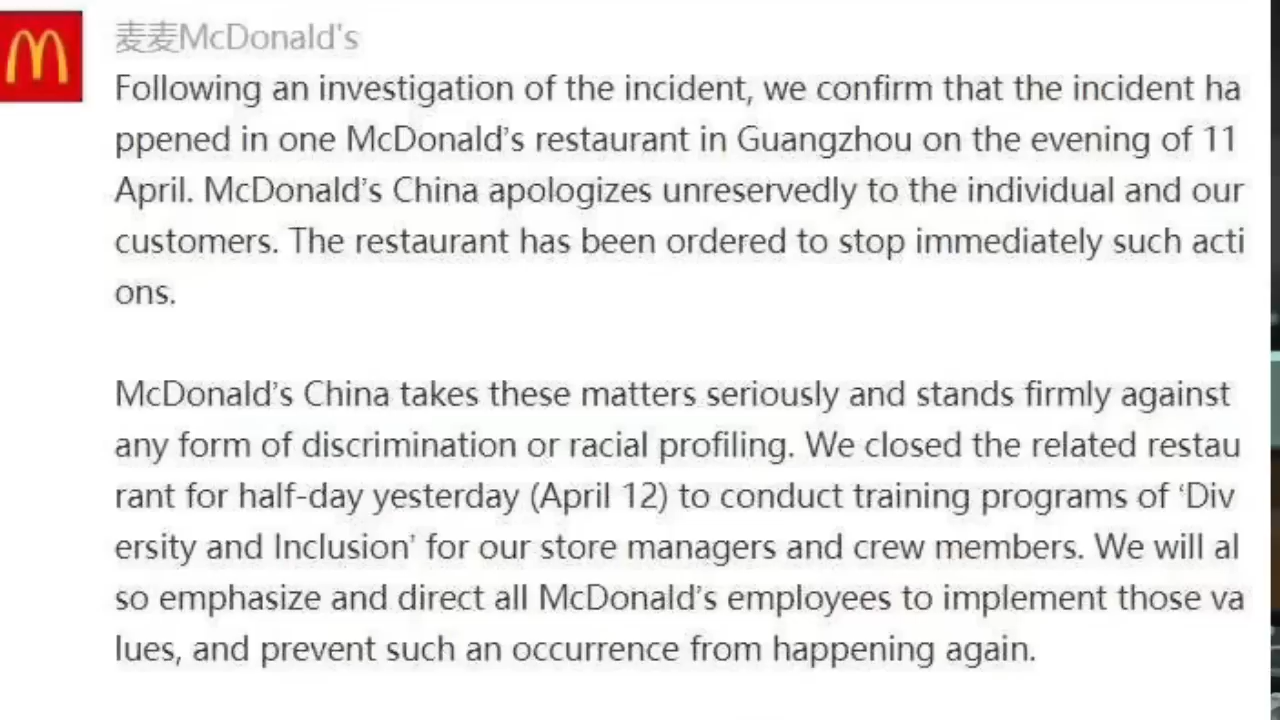 麦麦McDonald's
Following an investigation of the incident, we confirm that the incident ha
ppened in one McDonald’s restaurant in Guangzhou on the evening of 11
April. McDonald’s China apologizes unreservedly to the individual and our
customers. The restaurant has been ordered to stop immediately such acti
ons.
McDonald’s China takes these matters seriously and stands firmly against
any form of discrimination or racial profiling. We closed the related restau
rant for half-day yesterday (April 12) to conduct training programs of ‘Div
ersity and Inclusion’ for our store managers and crew members. We will al
so emphasize and direct all McDonald’s employees to implement those va
lues, and prevent such an occurrence from happening again.